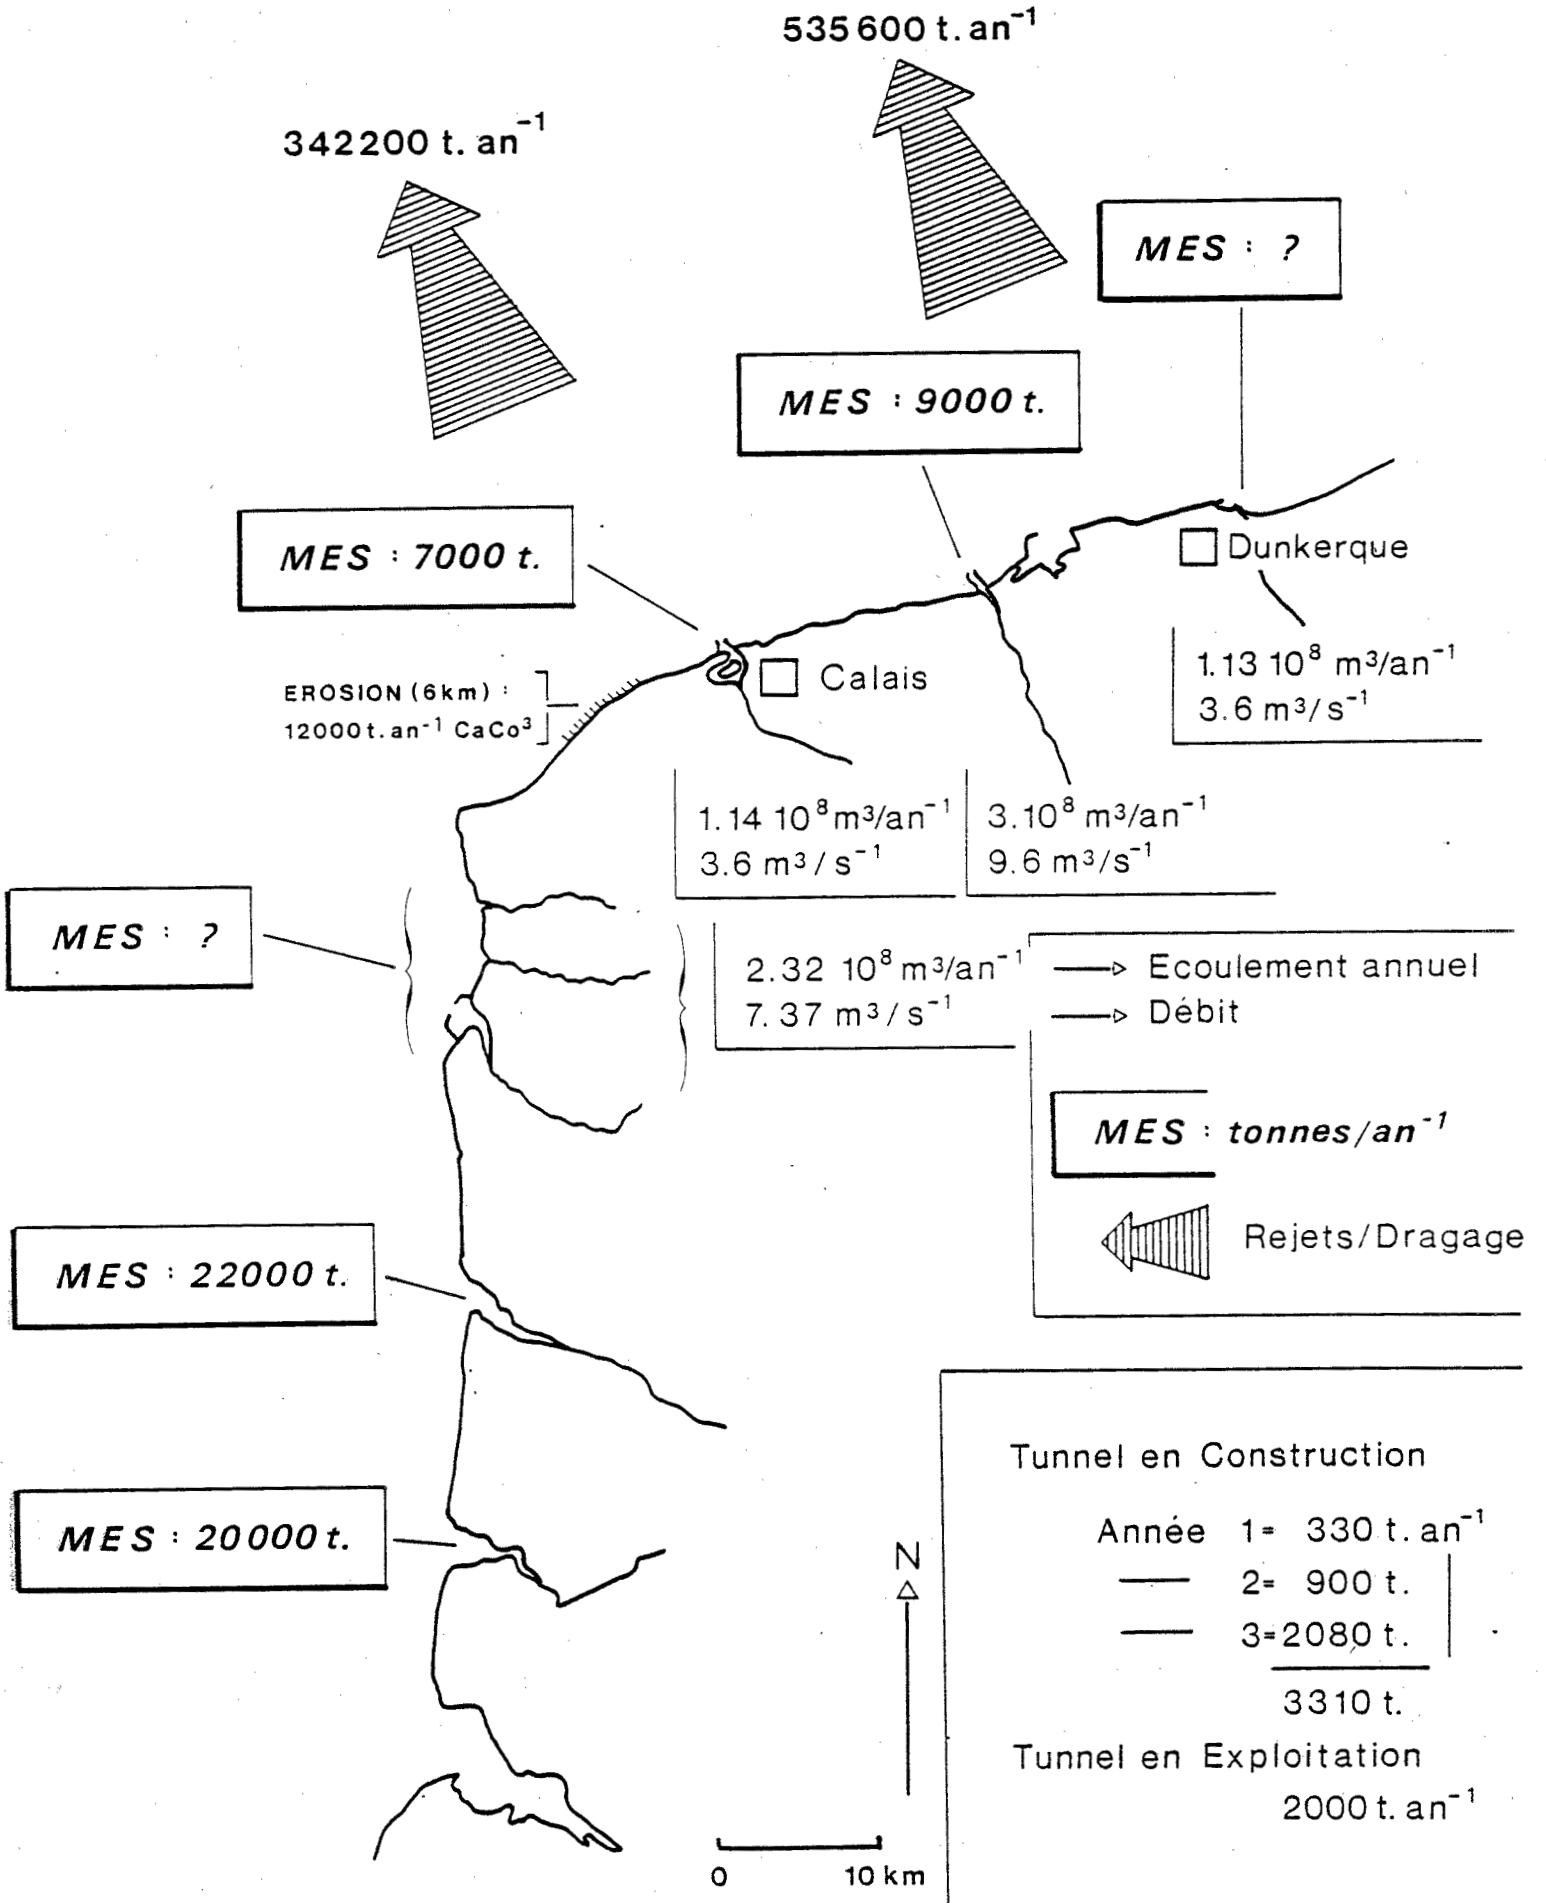 535600 t. an⁻¹
342200 t. an⁻¹
MES : ?
MES : 9000 t.
MES : 7000 t.
Dunkerque
1.13 10⁸ m³/an⁻¹
3.6 m³/s⁻¹
Calais
EROSION (6km) :
12000 t. an⁻¹ CaCo³
1.14 10⁸ m³/an⁻¹
3.6 m³/s⁻¹
3.10⁸ m³/an⁻¹
9.6 m³/s⁻¹
MES : ?
2.32 10⁸ m³/an⁻¹
7.37 m³/s⁻¹
Ecoulement annuel
Débit
MES : tonnes/an⁻¹
Rejets/Dragage
MES : 22000 t.
MES : 20000 t.
Tunnel en Construction
Année 1= 330 t. an⁻¹
— 2= 900 t.
— 3=2080 t.
3310 t.
Tunnel en Exploitation
2000 t. an⁻¹
N
0 10 km